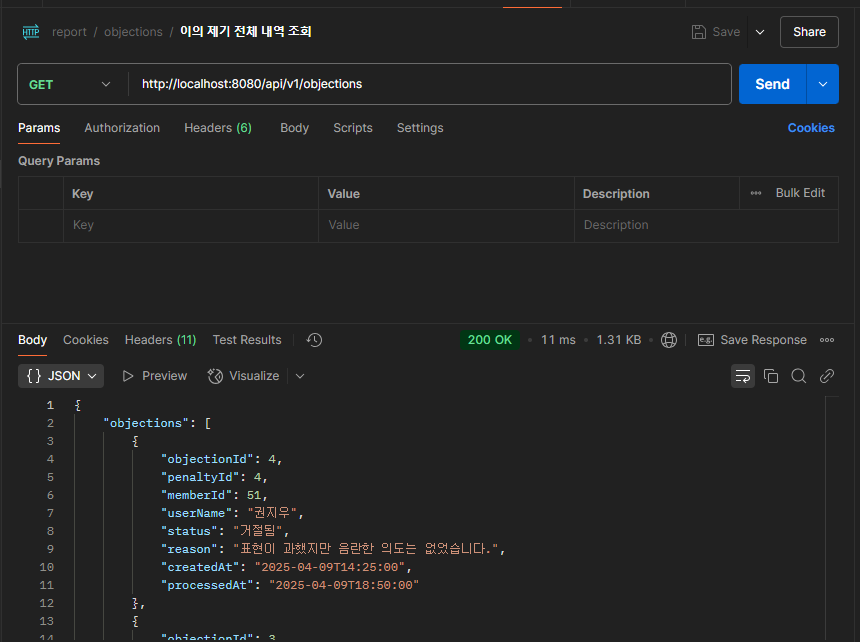 HTTP report / objections / 이의 제기 전체 내역 조회 Save Share
GET http://localhost:8080/api/v1/objections Send
Params Authorization Headers (6) Body Scripts Settings Cookies
Query Params
Key Value Description ••• Bulk Edit
Key Value Description
Body Cookies Headers (11) Test Results 200 OK • 11 ms • 1.31 KB • e.g. Save Response •••
{} JSON Preview Visualize
1 {
2 "objections": [
3 {
4 "objectionId": 4,
5 "penaltyId": 4,
6 "memberId": 51,
7 "userName": "권지우",
8 "status": "거절됨",
9 "reason": "표현이 과했지만 음란한 의도는 없었습니다.",
10 "createdAt": "2025-04-09T14:25:00",
11 "processedAt": "2025-04-09T18:50:00"
12 },
13 {
14 "objectionId": 3,